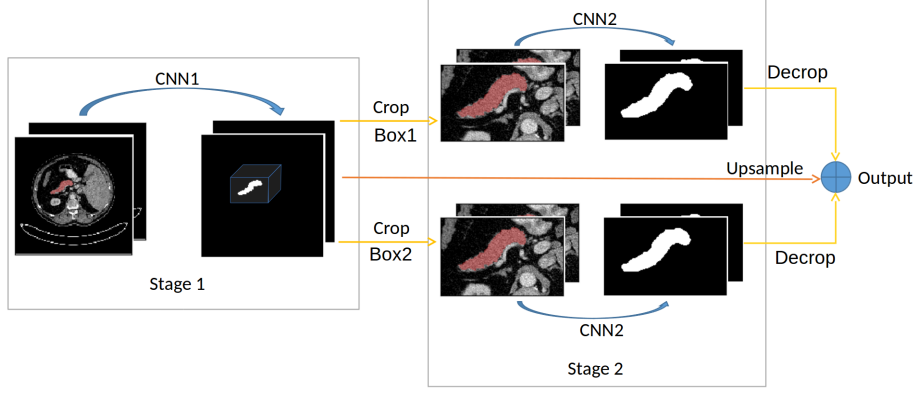 CNN1
Stage 1
Crop
Box1
Crop
Box2
CNN2
CNN2
Stage 2
Decrop
Upsample
Output
Decrop